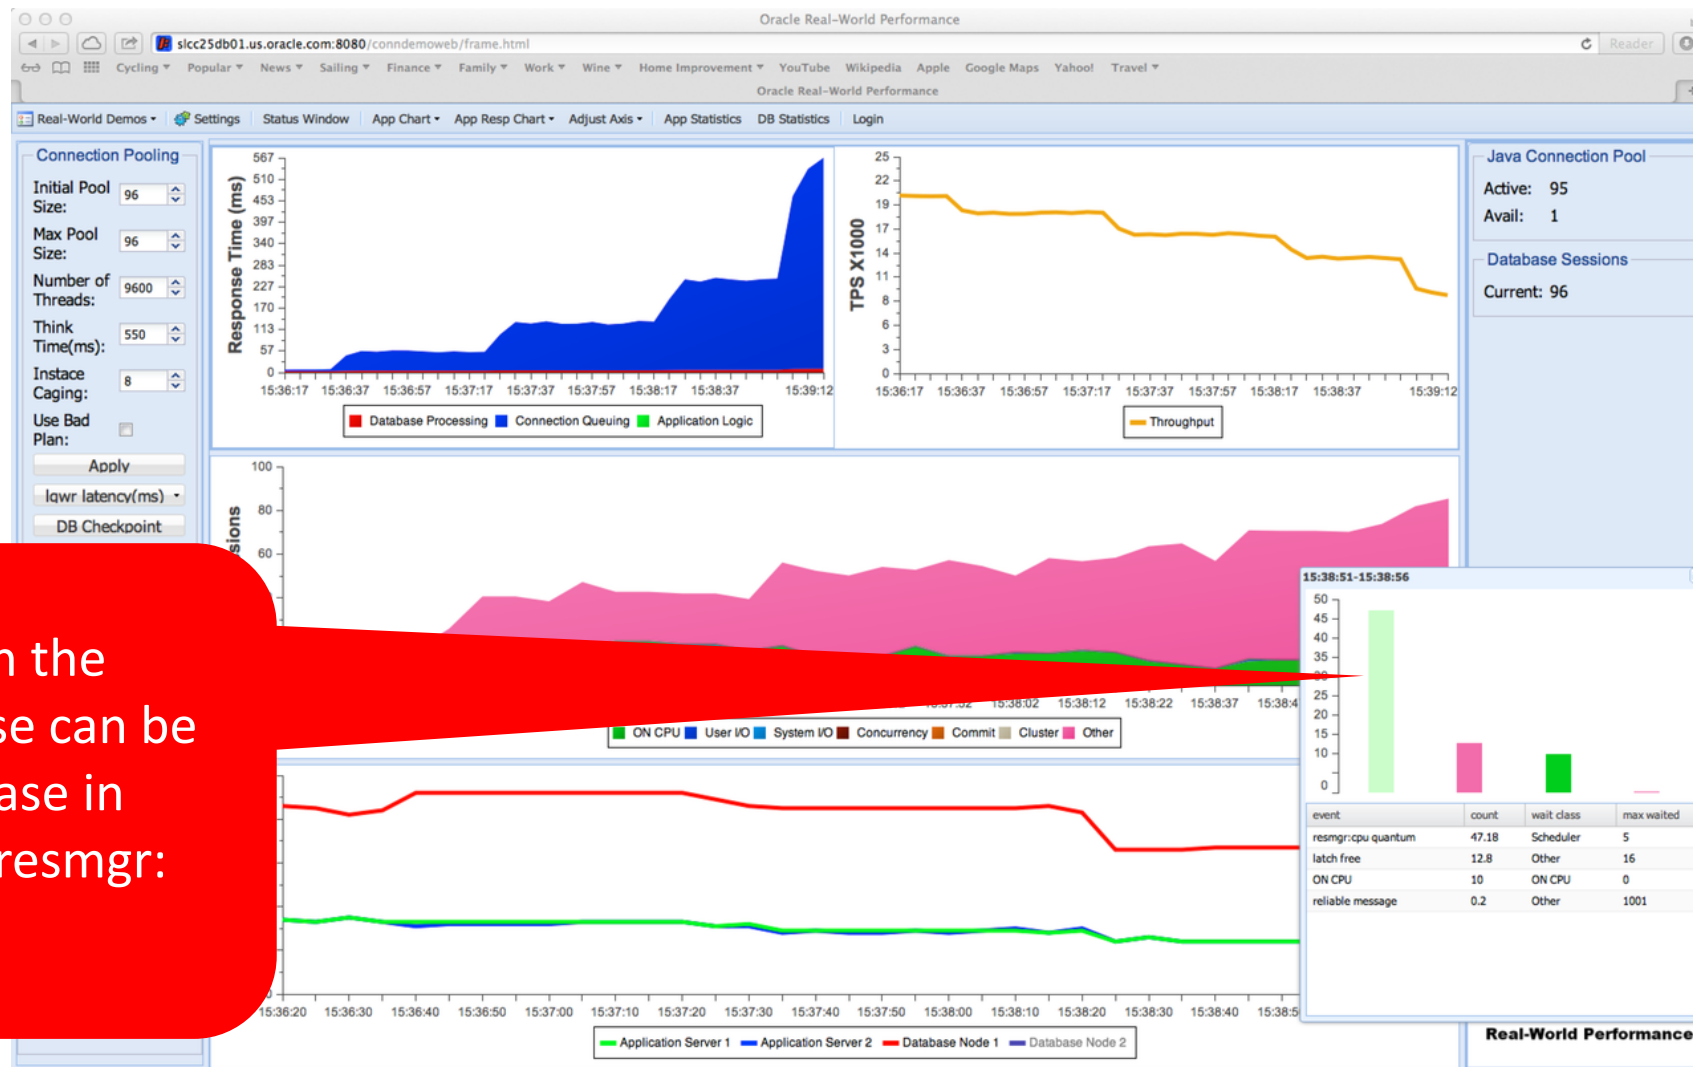 Oracle Real-World Performance
slcc25db01.us.oracle.com:8080/conndemoweb/frame.html
Reader
Cycling Popular News Sailing Finance Family Work Wine Home Improvement YouTube Wikipedia Apple Google Maps Yahoo! Travel
Oracle Real-World Performance
Real-World Demos Settings Status Window App Chart App Resp Chart Adjust Axis App Statistics DB Statistics Login
Connection Pooling
Initial Pool Size: 96
Max Pool Size: 96
Number of Threads: 9600
Think Time(ms): 550
Instace Caging: 8
Use Bad Plan:
Apply
lqwr latency(ms)
DB Checkpoint
Response Time (ms)
567
510
453
397
340
283
227
170
113
57
0
15:36:17 15:36:37 15:36:57 15:37:17 15:37:37 15:37:57 15:38:17 15:38:37 15:39:12
Database Processing Connection Queuing Application Logic
TPS X1000
25
22
19
17
14
11
8
6
3
0
15:36:17 15:36:37 15:36:57 15:37:17 15:37:37 15:37:57 15:38:17 15:38:37 15:39:12
Throughput
Java Connection Pool
Active: 95
Avail: 1
Database Sessions
Current: 96
100
80
60
15:38:02 15:38:12 15:38:22 15:38:37
ON CPU User I/O System I/O Concurrency Commit Cluster Other
the
se can be
ase in
resmgr:
15:36:20 15:36:30 15:36:40 15:36:50 15:37:00 15:37:10 15:37:20 15:37:30 15:37:40 15:37:50 15:38:00 15:38:10 15:38:20 15:38:30 15:38:40
Application Server 1 Application Server 2 Database Node 1 Database Node 2
15:38:51-15:38:56
50
45
40
35
30
25
20
15
10
0
event count wait class max waited
resmgr:cpu quantum 47.18 Scheduler 5
latch free 12.8 Other 16
ON CPU 10 ON CPU 0
reliable message 0.2 Other 1001
Real-World Performance